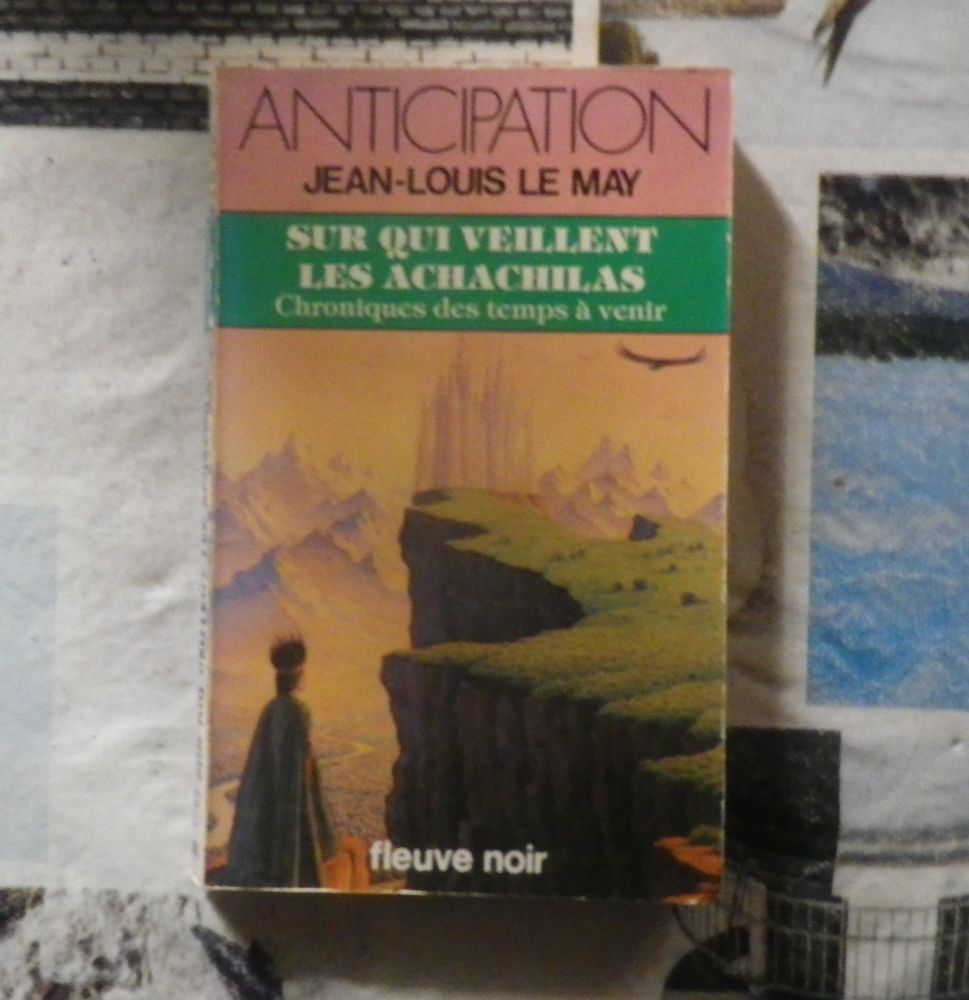 ANTICIPATION
JEAN-LOUIS LE MAY
SUR QUI VEILLENT
LES ACHACHILAS
Chroniques des temps à venir
fleuve noir